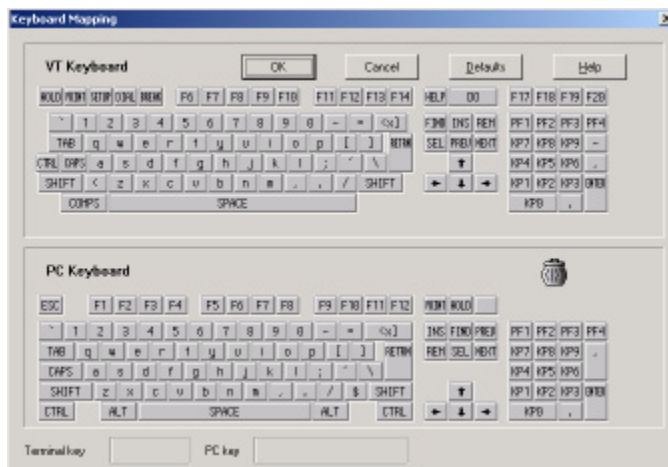 Keyboard Mapping
VT Keyboard OK Cancel Defaults Help
HOLD PRINT SETUP DIAL BREAK F6 F7 F8 F9 F10 F11 F12 F13 F14 HELP DO F17 F18 F19 F20
` 1 2 3 4 5 6 7 8 9 0 - = <x] FIND INS REM PF1 PF2 PF3 PF4
TAB q w e r t y u i o p [ ] RETRN SEL PREV NEXT KP7 KP8 KP9 -
CTRL CAPS a s d f g h j k l ; ' \ ↑ KP4 KP5 KP6 ,
SHIFT < z x c v b n m , . / SHIFT ← ↓ → KP1 KP2 KP3 ENTER
COMPS SPACE KP0 .
PC Keyboard
ESC F1 F2 F3 F4 F5 F6 F7 F8 F9 F10 F11 F12 PRINT HOLD
` 1 2 3 4 5 6 7 8 9 0 - = <x] INS FIND PREV PF1 PF2 PF3 PF4
TAB q w e r t y u i o p [ ] RETRN REM SEL NEXT KP7 KP8 KP9 ,
CAPS a s d f g h j k l ; ' \ KP4 KP5 KP6
SHIFT z x c v b n m , . / $ SHIFT ↑ KP1 KP2 KP3 ENTER
CTRL ALT SPACE ALT CTRL ← ↓ → KP0 .
Terminal key PC key